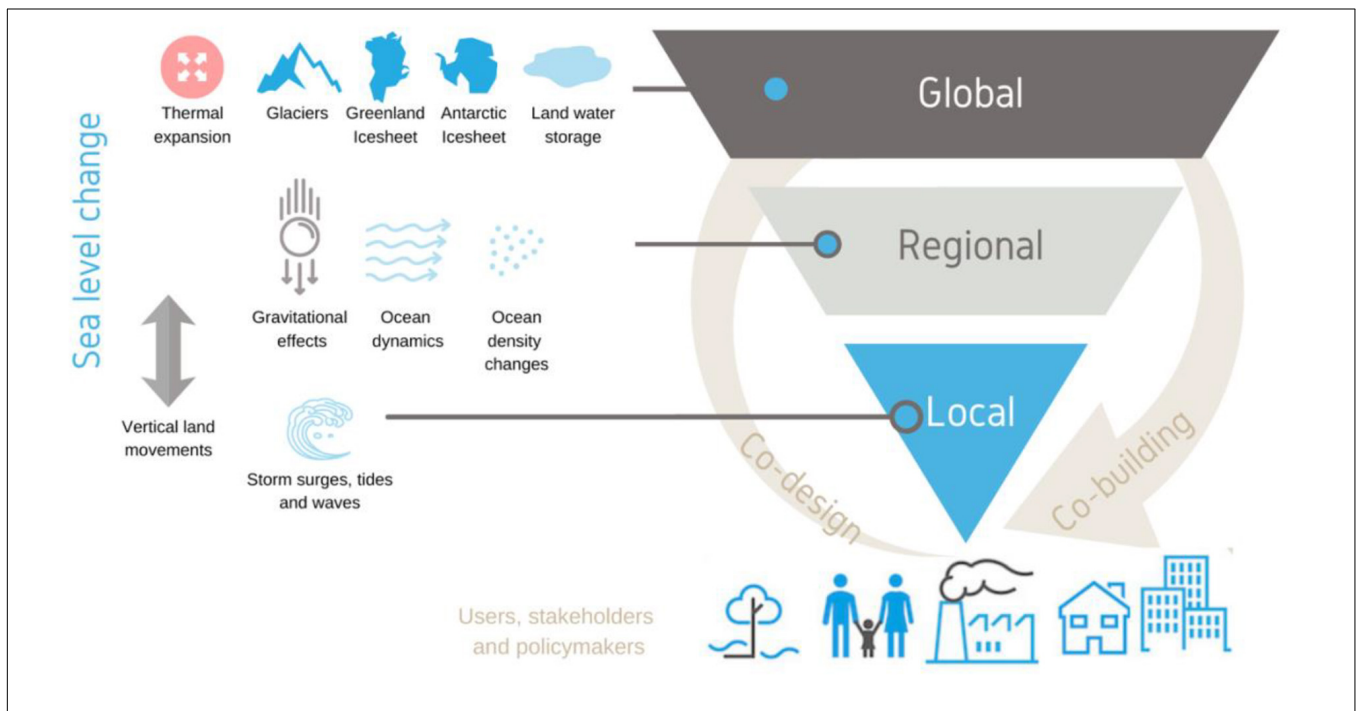 Sea level change
Thermal
expansion
Glaciers
Greenland
Icesheet
Antarctic
Icesheet
Land water
storage
Global
Gravitational
effects
Ocean
dynamics
Ocean
density
changes
Regional
Vertical land
movements
Storm surges, tides
and waves
Local
Co-design
Co-building
Users, stakeholders
and policymakers